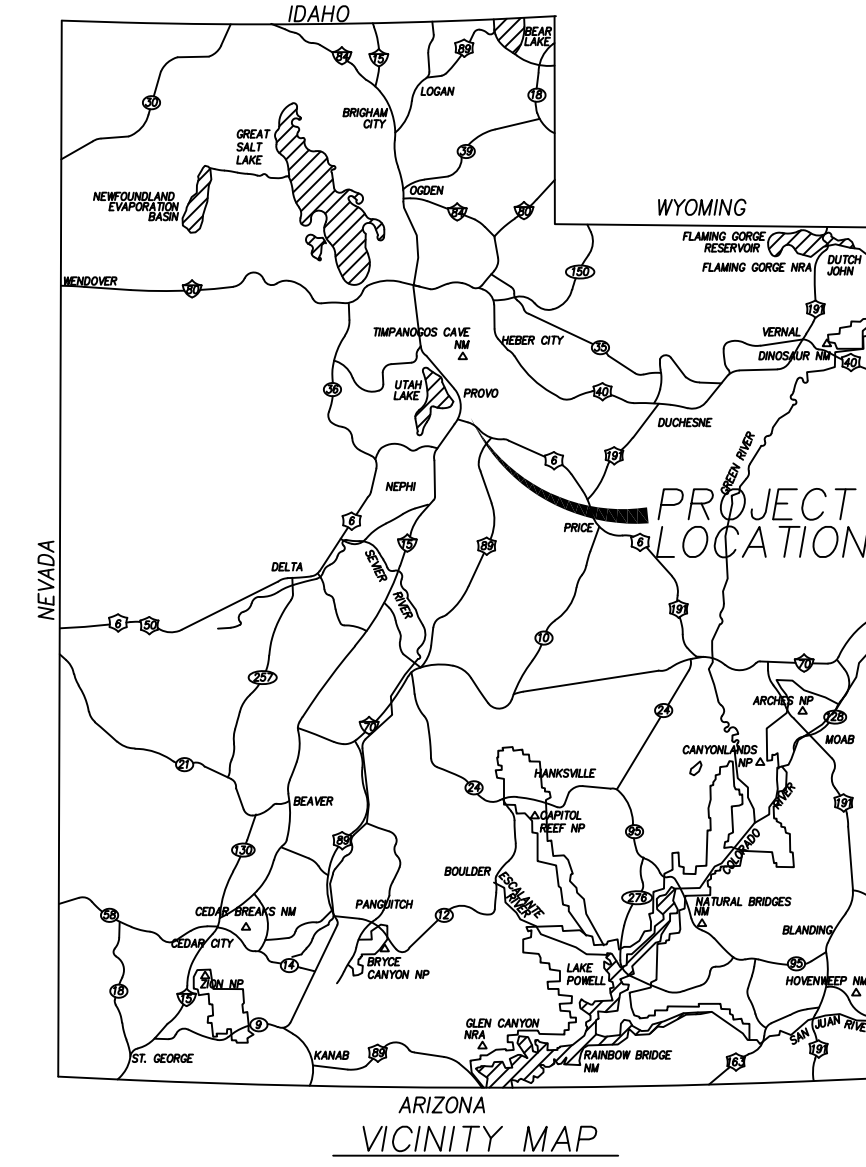 IDAHO
BEAR
LAKE
84
15
89
30
LOGAN
18
BRIGHAM
CITY
GREAT
SALT
LAKE
39
NEWFOUNDLAND
EVAPORATION
BASIN
OGDEN
84
80
WYOMING
FLAMING GORGE
RESERVOIR
DUTCH
JOHN
FLAMING GORGE NRA
150
WENDOVER
80
191
TIMPANOGOS CAVE
NM
HEBER CITY
35
VERNAL
DINOSAUR NM
40
36
UTAH
LAKE
PROVO
40
DUCHESNE
GREEN RIVER
6
191
NEPHI
PROJECT
LOCATION
6
PRICE
6
15
89
NEVADA
DELTA
SEVIER
RIVER
191
6
50
10
257
70
24
ARCHES NP
128
70
MOAB
CANYONLANDS
NP
21
HANKSVILLE
24
RIVER
191
BEAVER
CAPITOL
REEF NP
95
COLORADO
130
89
BOULDER
ESCALANTE
RIVER
276
NATURAL BRIDGES
NM
PANGUITCH
58
CEDAR BREAKS NM
12
BLANDING
CEDAR CITY
14
BRYCE
CANYON NP
LAKE
POWELL
95
ZION NP
HOVENWEEP NM
18
15
9
GLEN CANYON
NRA
SAN JUAN RIVE
ST. GEORGE
KANAB
89
RAINBOW BRIDGE
NM
163
191
ARIZONA
VICINITY MAP